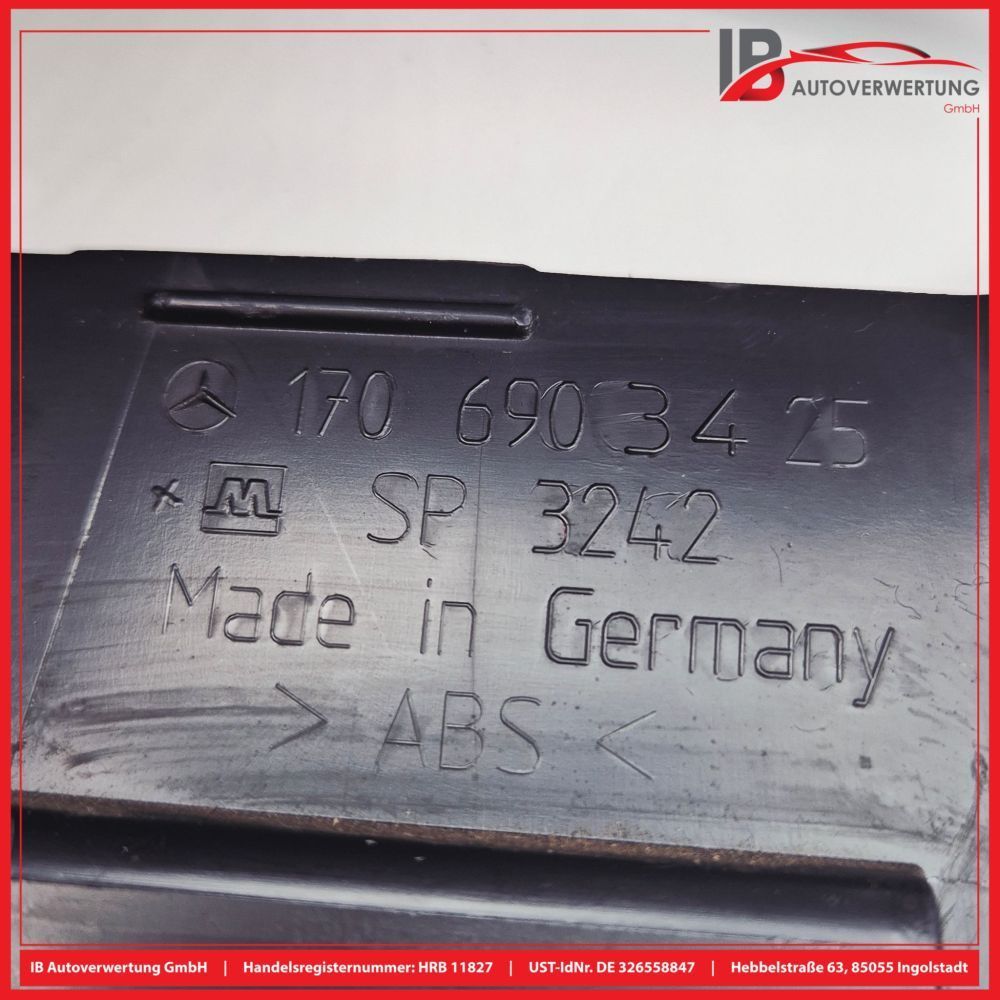 IB
AUTOVERWERTUNG
GmbH
170 690 34 25
M SP 3242
Made in Germany
> ABS <
IB Autoverwertung GmbH | Handelsregisternummer: HRB 11827 | UST-IdNr. DE 326558847 | Hebbelstraße 63, 85055 Ingolstadt